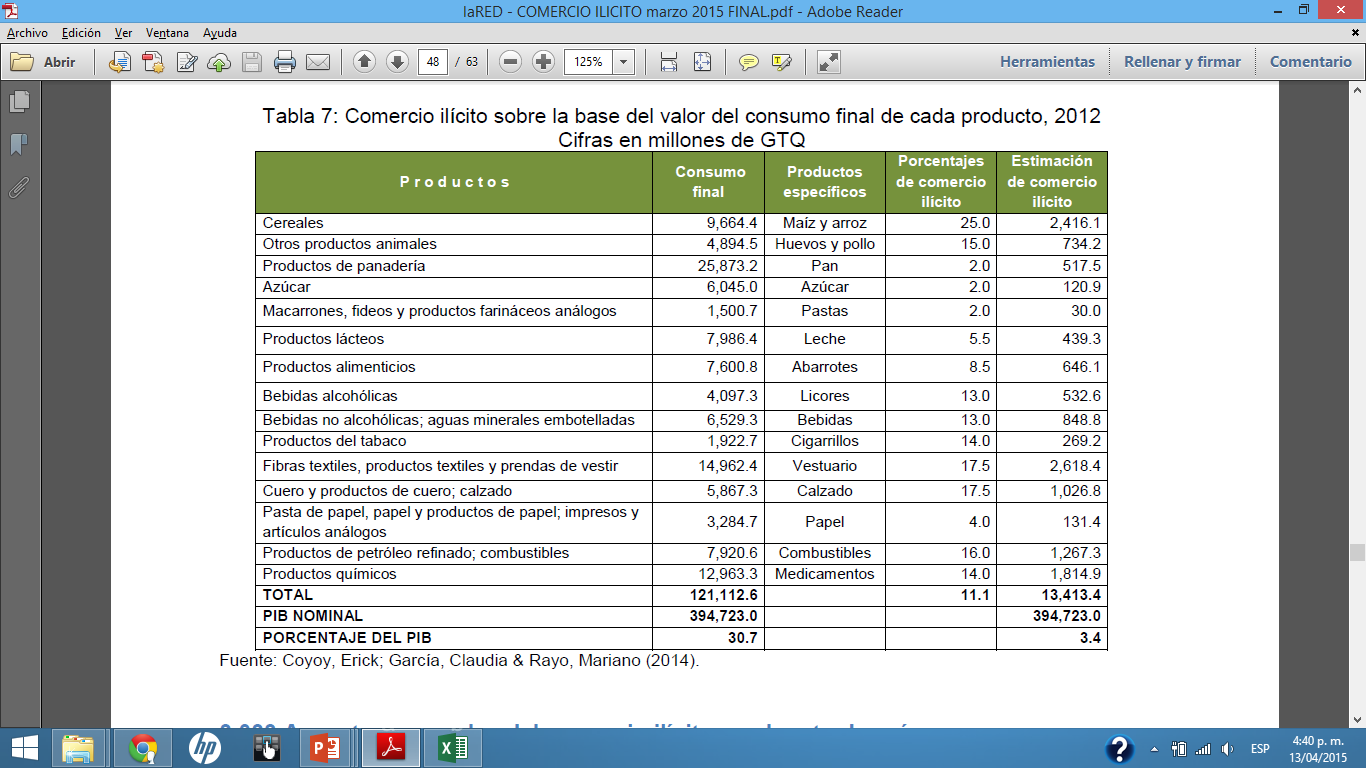 laRED - COMERCIO ILICITO marzo 2015 FINAL.pdf - Adobe Reader
Archivo Edición Ver Ventana Ayuda
Abrir 48 / 63 125% Herramientas Rellenar y firmar Comentario
Tabla 7: Comercio ilícito sobre la base del valor del consumo final de cada producto, 2012
Cifras en millones de GTQ
Productos Consumo final Productos específicos Porcentajes de comercio ilícito Estimación de comercio ilícito
Cereales 9,664.4 Maíz y arroz 25.0 2,416.1
Otros productos animales 4,894.5 Huevos y pollo 15.0 734.2
Productos de panadería 25,873.2 Pan 2.0 517.5
Azúcar 6,045.0 Azúcar 2.0 120.9
Macarrones, fideos y productos farináceos análogos 1,500.7 Pastas 2.0 30.0
Productos lácteos 7,986.4 Leche 5.5 439.3
Productos alimenticios 7,600.8 Abarrotes 8.5 646.1
Bebidas alcohólicas 4,097.3 Licores 13.0 532.6
Bebidas no alcohólicas; aguas minerales embotelladas 6,529.3 Bebidas 13.0 848.8
Productos del tabaco 1,922.7 Cigarrillos 14.0 269.2
Fibras textiles, productos textiles y prendas de vestir 14,962.4 Vestuario 17.5 2,618.4
Cuero y productos de cuero; calzado 5,867.3 Calzado 17.5 1,026.8
Pasta de papel, papel y productos de papel; impresos y
artículos análogos 3,284.7 Papel 4.0 131.4
Productos de petróleo refinado; combustibles 7,920.6 Combustibles 16.0 1,267.3
Productos químicos 12,963.3 Medicamentos 14.0 1,814.9
TOTAL 121,112.6 11.1 13,413.4
PIB NOMINAL 394,723.0 394,723.0
PORCENTAJE DEL PIB 30.7 3.4
Fuente: Coyoy, Erick; García, Claudia & Rayo, Mariano (2014).
hp ESP 4:40 p. m.
13/04/2015